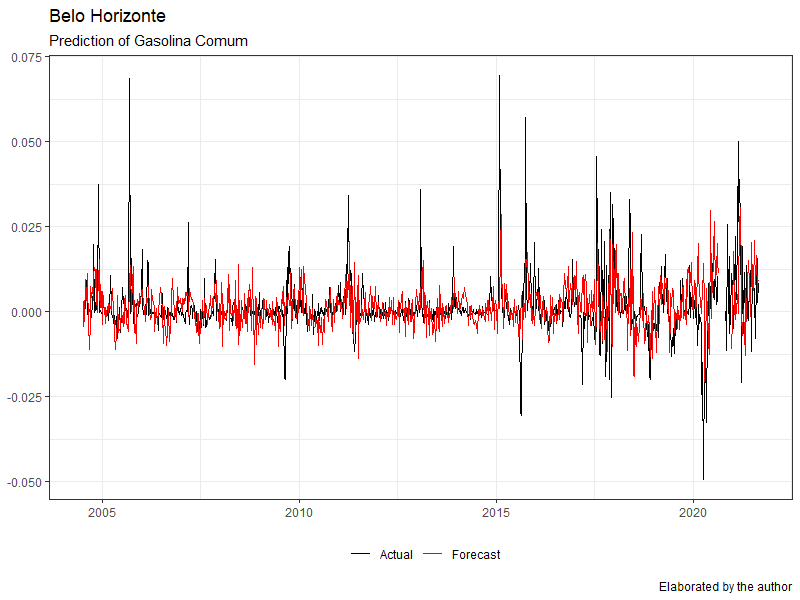 Belo Horizonte
Prediction of Gasolina Comum
0.075
0.050
0.025
0.000
-0.025
-0.050
2005 2010 2015 2020
Actual Forecast
Elaborated by the author